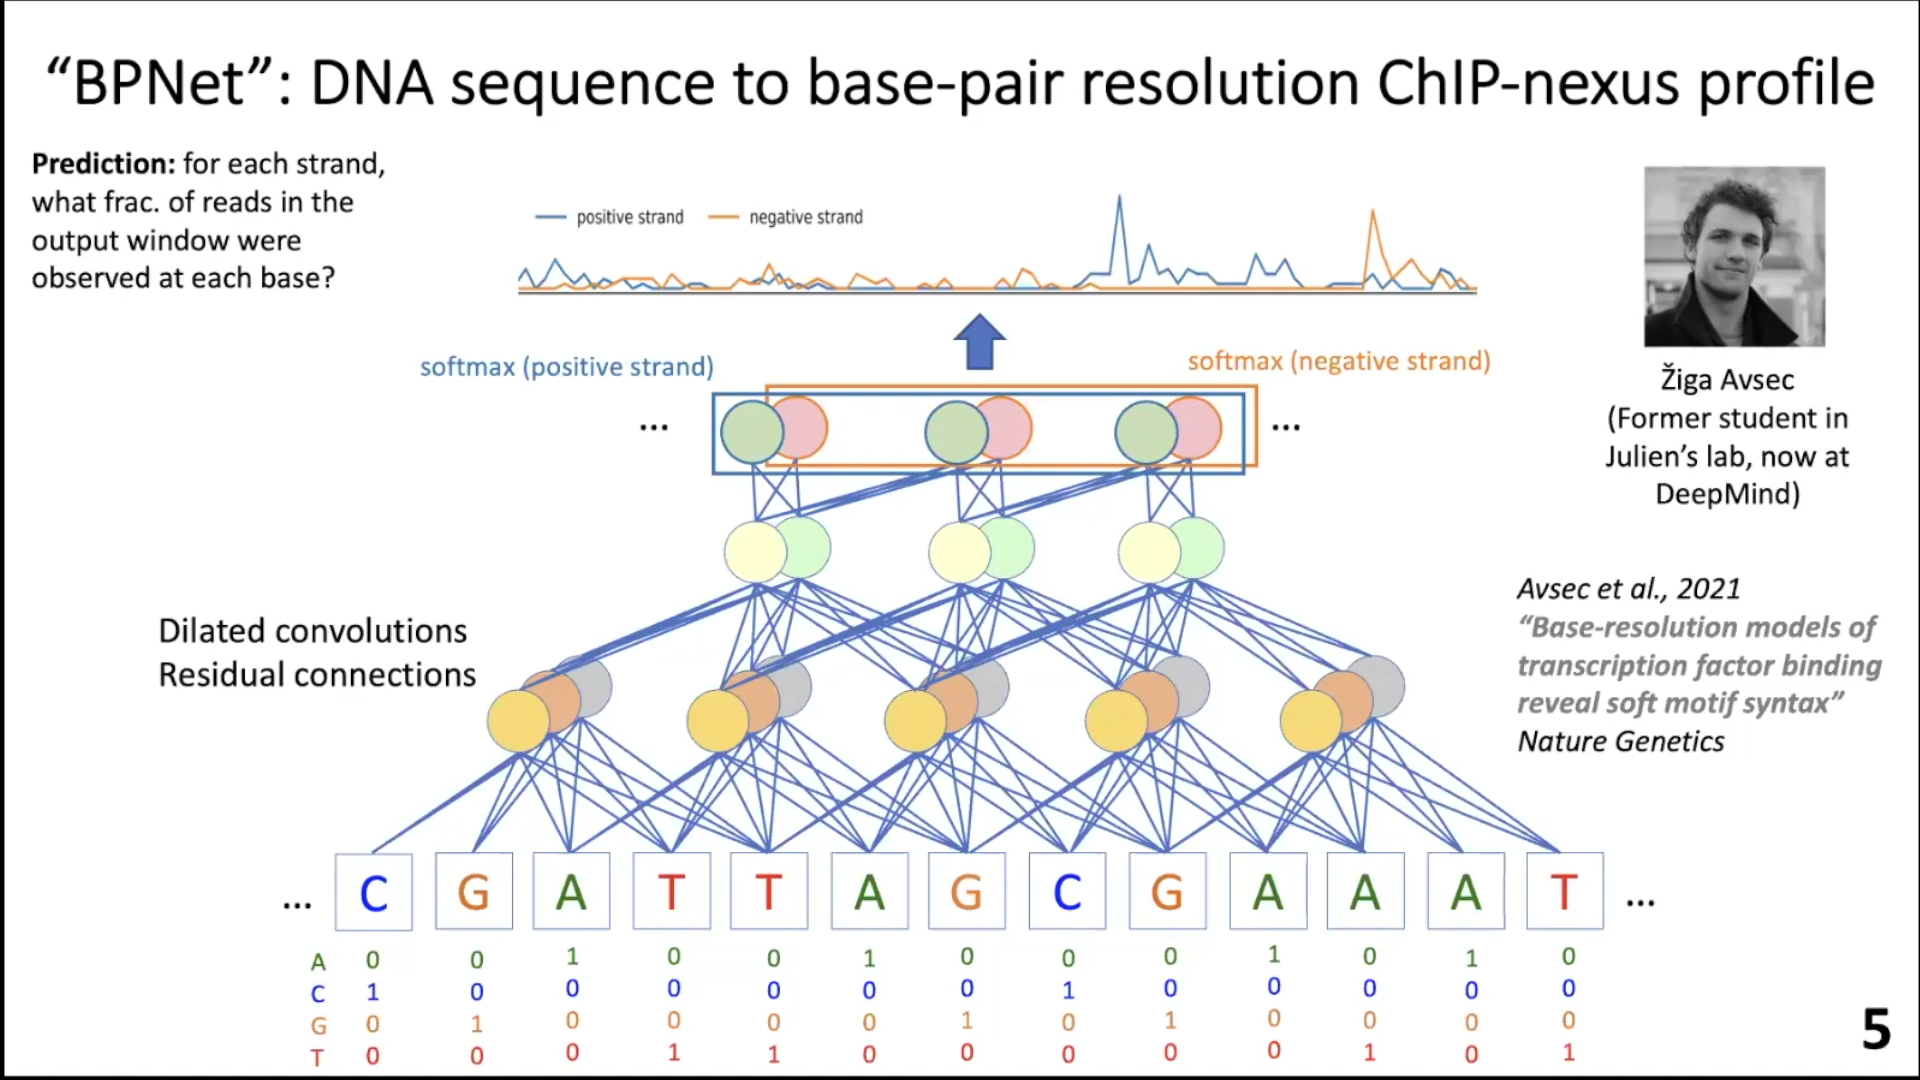 “BPNet”: DNA sequence to base-pair resolution ChIP-nexus profile
Prediction: for each strand,
what frac. of reads in the
output window were
observed at each base?
positive strand negative strand
softmax (positive strand)
softmax (negative strand)
... ...
Žiga Avsec
(Former student in
Julien’s lab, now at
DeepMind)
Dilated convolutions
Residual connections
Avsec et al., 2021
“Base-resolution models of
transcription factor binding
reveal soft motif syntax”
Nature Genetics
... C G A T T A G C G A A A T ...
A 0 0 1 0 0 1 0 0 0 1 0 1 0
C 1 0 0 0 0 0 0 1 0 0 0 0 0
G 0 1 0 0 0 0 1 0 1 0 0 0 0
T 0 0 0 1 1 0 0 0 0 0 1 0 1
5